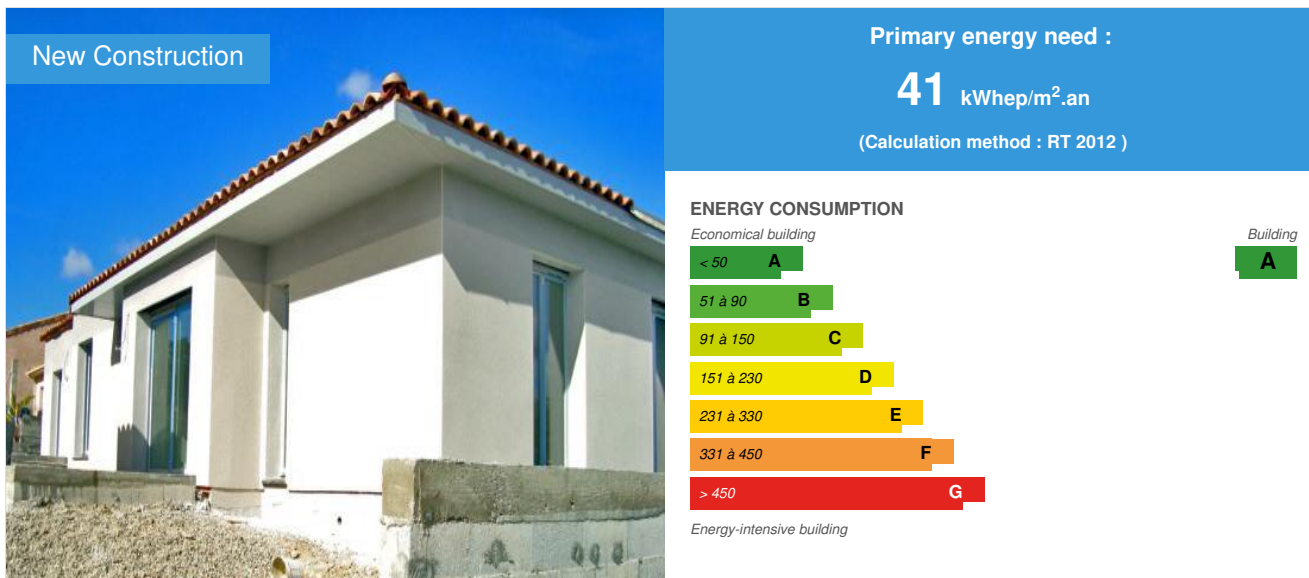 New Construction
Primary energy need :
41 kWhep/m².an
(Calculation method : RT 2012 )
ENERGY CONSUMPTION
Economical building Building
< 50 A A
51 à 90 B
91 à 150 C
151 à 230 D
231 à 330 E
331 à 450 F
> 450 G
Energy-intensive building